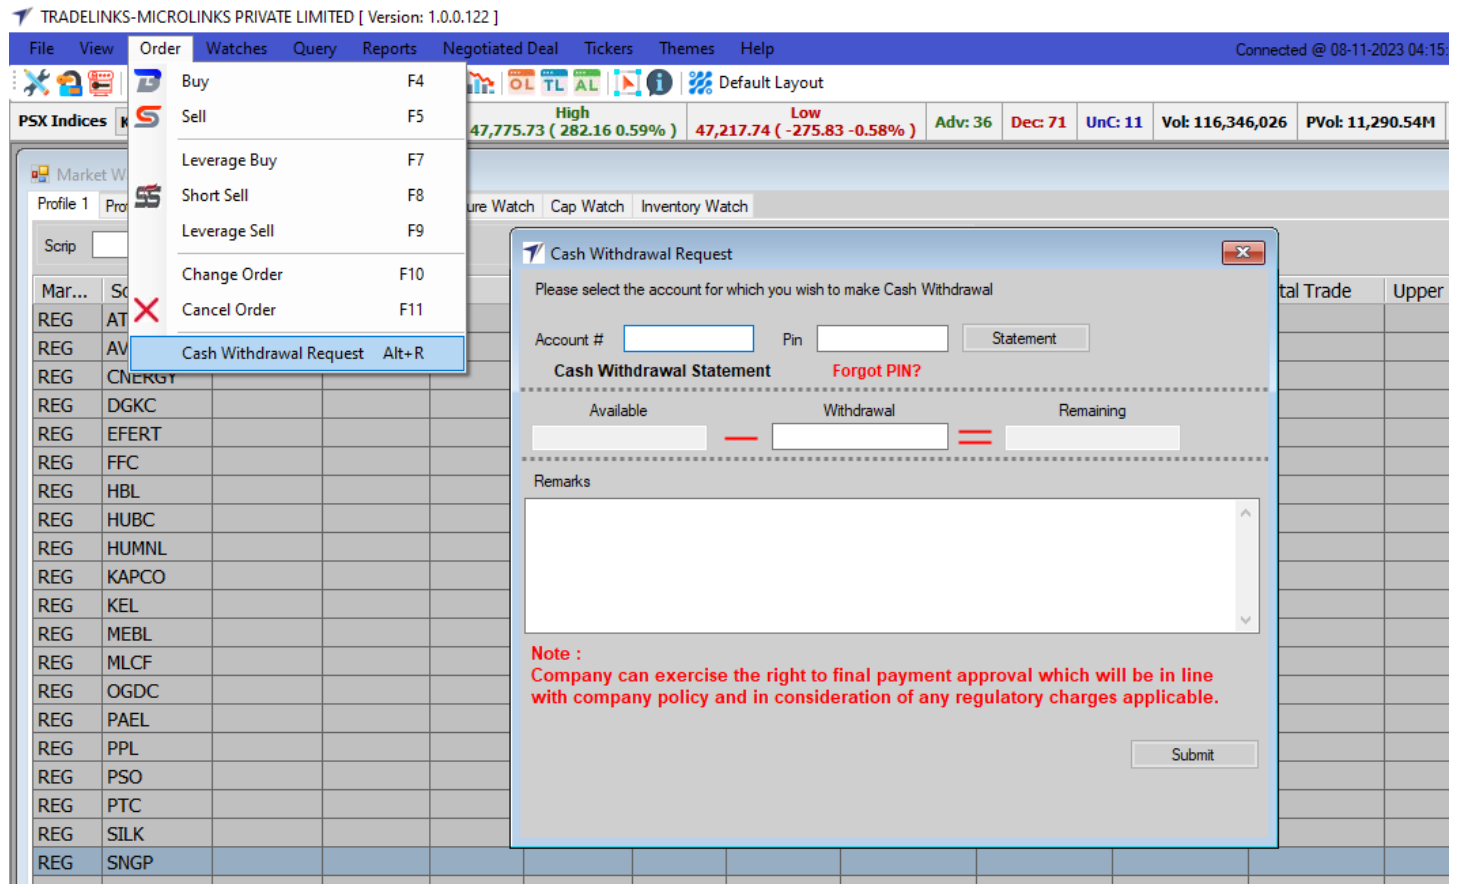 TRADELINKS-MICROLINKS PRIVATE LIMITED [ Version: 1.0.0.122 ]
File View Order Watches Query Reports Negotiated Deal Tickers Themes Help Connected @ 08-11-2023 04:15:
OL TL AL Default Layout
PSX Indices K
High
47,775.73 ( 282.16 0.59% )
Low
47,217.74 ( -275.83 -0.58% )
Adv: 36 Dec: 71 UnC: 11 Vol: 116,346,026 PVol: 11,290.54M
Buy F4
Sell F5
Leverage Buy F7
Short Sell F8
Leverage Sell F9
Change Order F10
Cancel Order F11
Cash Withdrawal Request Alt+R
Market W
Profile 1 Pro ure Watch Cap Watch Inventory Watch
Scrip
Mar... Sc tal Trade Upper
REG AT
REG AV
REG CNERGY
REG DGKC
REG EFERT
REG FFC
REG HBL
REG HUBC
REG HUMNL
REG KAPCO
REG KEL
REG MEBL
REG MLCF
REG OGDC
REG PAEL
REG PPL
REG PSO
REG PTC
REG SILK
REG SNGP
Cash Withdrawal Request
Please select the account for which you wish to make Cash Withdrawal
Account # Pin Statement
Cash Withdrawal Statement Forgot PIN?
Available Withdrawal Remaining
Remarks
Note :
Company can exercise the right to final payment approval which will be in line
with company policy and in consideration of any regulatory charges applicable.
Submit